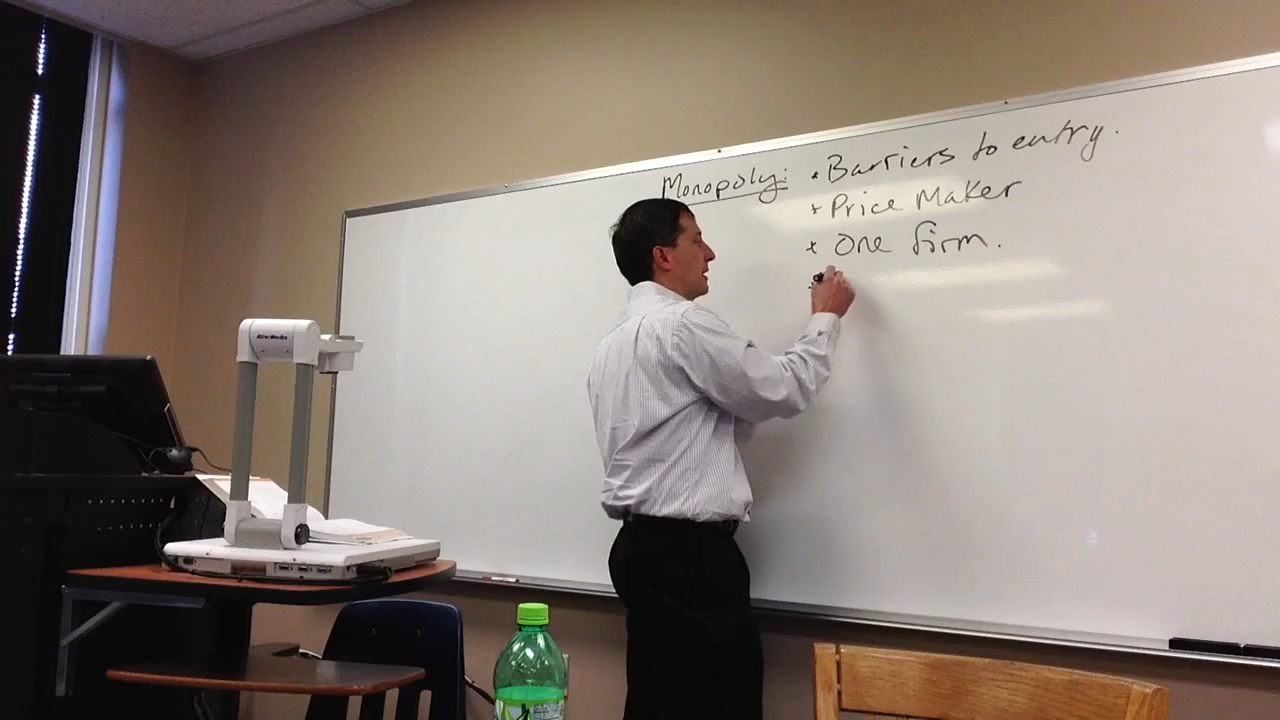 Monopoly: * Barriers to entry.
* Price Maker
* One firm.